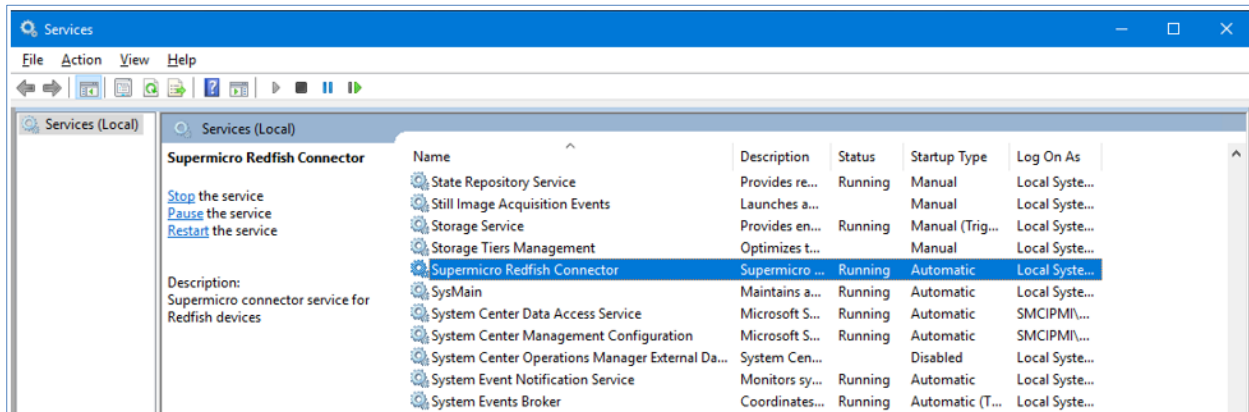 Services
File Action View Help
Services (Local)
Services (Local)
Supermicro Redfish Connector
Stop the service
Pause the service
Restart the service
Description:
Supermicro connector service for
Redfish devices
Name Description Status Startup Type Log On As
State Repository Service Provides re... Running Manual Local Syste...
Still Image Acquisition Events Launches a... Manual Local Syste...
Storage Service Provides en... Running Manual (Trig... Local Syste...
Storage Tiers Management Optimizes t... Manual Local Syste...
Supermicro Redfish Connector Supermicro ... Running Automatic Local Syste...
SysMain Maintains a... Running Automatic Local Syste...
System Center Data Access Service Microsoft S... Running Automatic SMCIPMI\...
System Center Management Configuration Microsoft S... Running Automatic SMCIPMI\...
System Center Operations Manager External Da... System Cen... Disabled Local Syste...
System Event Notification Service Monitors sy... Running Automatic Local Syste...
System Events Broker Coordinates... Running Automatic (T... Local Syste...